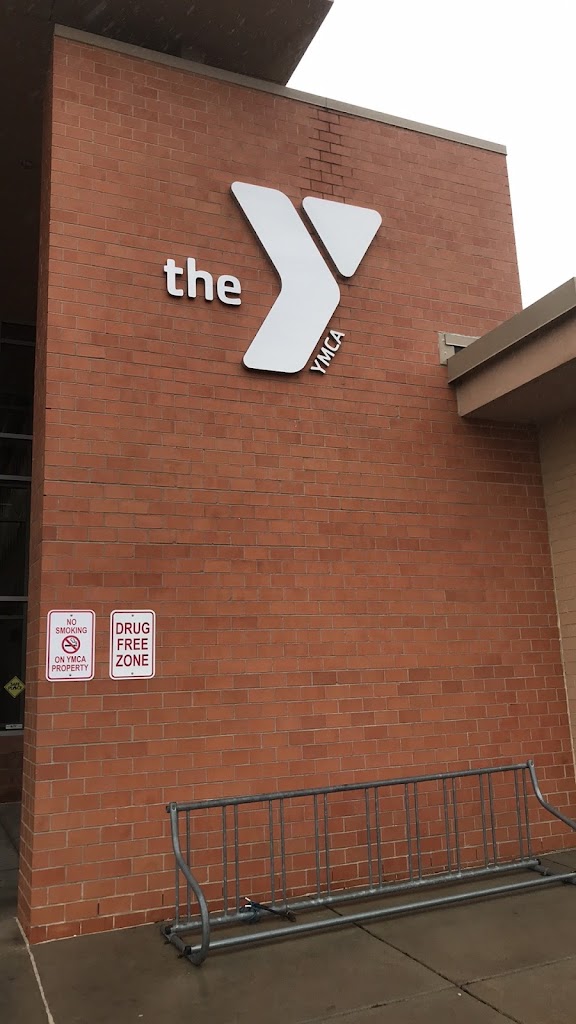 the
YMCA
NO
SMOKING
ON YMCA
PROPERTY
DRUG
FREE
ZONE